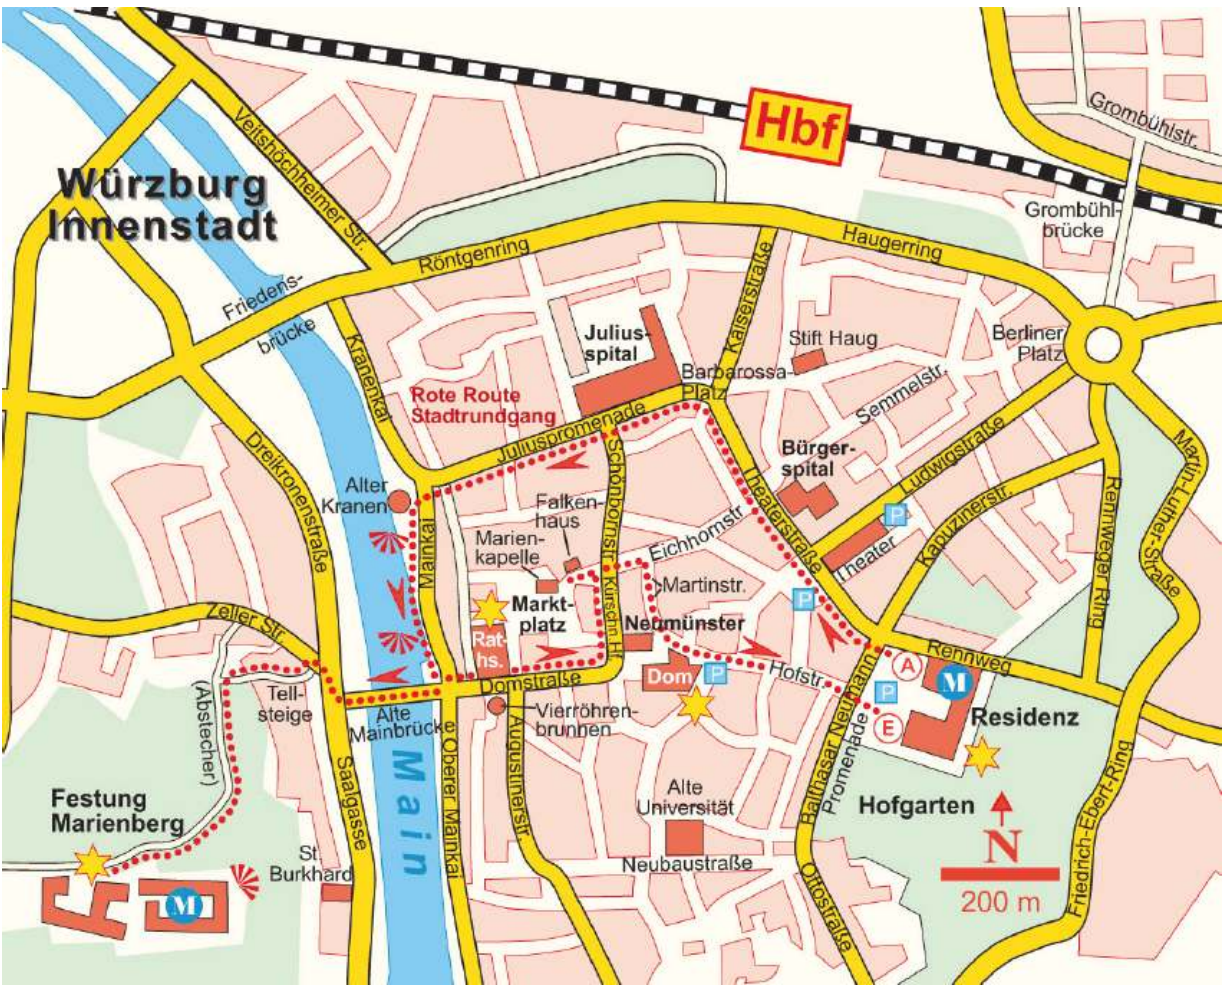 Hbf
Grombühlstr.
Würzburg
Innenstadt
Veitshöchheimer Str.
Grombühl-
brücke
Röntgenring
Haugerring
Friedens-
brücke
Kranenkai
Kaiserstraße
Julius-
spital
Stift Haug
Berliner
Platz
Barbarossa-
Platz
Rote Route
Stadtrundgang
Semmelstr.
Juliuspromenade
Dreikronenstraße
Schönbornstr.
Bürger-
spital
Ludwigstraße
Martin-Luther-Straße
Theaterstraße
Alter
Kranen
Falken-
haus
Kapuzinerstr.
Rennweger Ring
P
Mainkai
Marien-
kapelle
Eichhornstr.
Theater
Martinstr.
Kürschn.Hf.
P
Markt-
platz
Zeller Str.
Neumünster
Rat-
hs.
Rennweg
A
Dom
P
Hofstr.
P
M
Tell-
steige
(Abstecher)
Domstraße
Alte
Mainbrücke
Vierröhren-
brunnen
E
Residenz
Balthasar Neumann
Promenade
Main
Oberer Mainkai
Augustinerstr.
Saalgasse
Festung
Marienberg
Alte
Universität
Hofgarten
Friedrich-Ebert-Ring
N
St.
Burkhard
Neubaustraße
200 m
M
Ottostraße